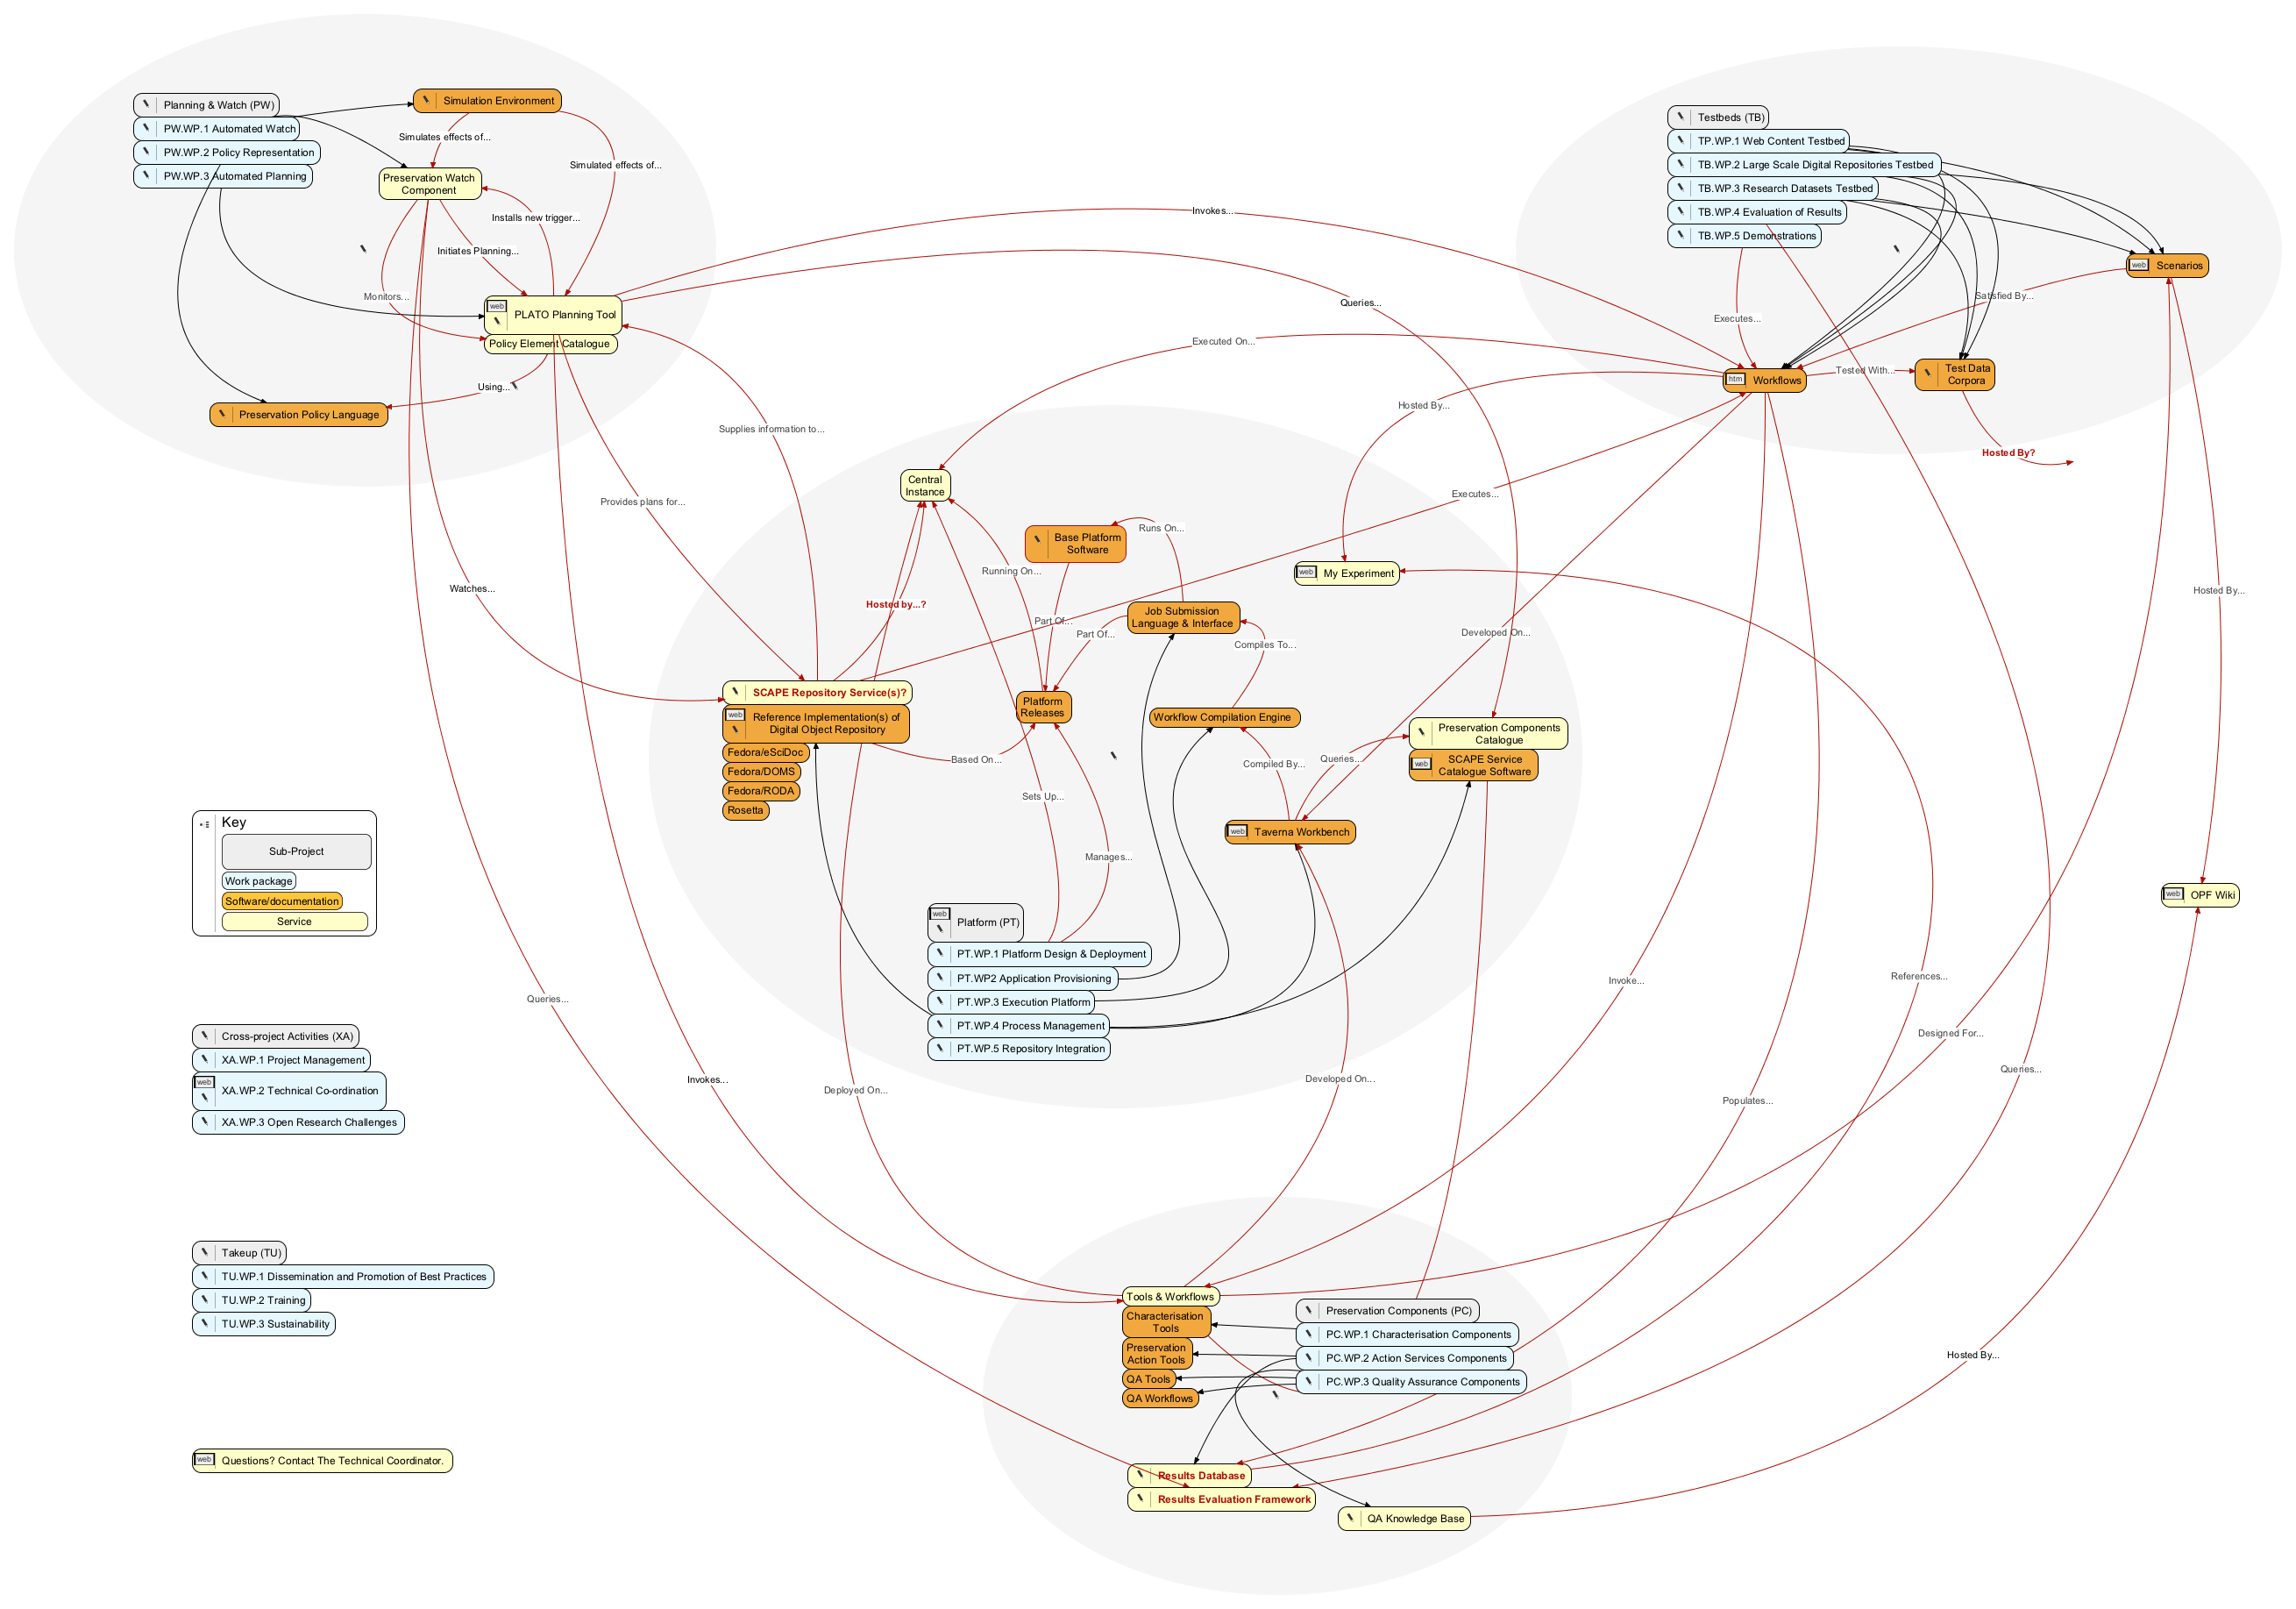 Planning & Watch (PW)
PW.WP.1 Automated Watch
PW.WP.2 Policy Representation
PW.WP.3 Automated Planning
Simulation Environment
Simulates effects of...
Simulated effects of...
Preservation Watch
Component
Installs new trigger...
Initiates Planning...
Monitors...
web
PLATO Planning Tool
Policy Element Catalogue
Using...
Preservation Policy Language
Testbeds (TB)
TP.WP.1 Web Content Testbed
TB.WP.2 Large Scale Digital Repositories Testbed
TB.WP.3 Research Datasets Testbed
TB.WP.4 Evaluation of Results
TB.WP.5 Demonstrations
web
Scenarios
Satisfied By...
Executes...
htm
Workflows
Tested With...
Test Data
Corpora
Hosted By?
Invokes...
Queries...
Executed On...
Hosted By...
Supplies information to...
Provides plans for...
Executes...
Watches...
Central
Instance
Base Platform
Software
Runs On...
Running On...
web
My Experiment
Hosted by...?
Part Of...
Part Of...
Job Submission
Language & Interface
Compiles To...
Developed On...
Hosted By...
SCAPE Repository Service(s)?
web
Reference Implementation(s) of
Digital Object Repository
Fedora/eSciDoc
Fedora/DOMS
Fedora/RODA
Rosetta
Platform
Releases
Based On...
Workflow Compilation Engine
Compiled By...
Queries...
Preservation Components
Catalogue
web
SCAPE Service
Catalogue Software
Sets Up...
Manages...
web
Taverna Workbench
web
Platform (PT)
PT.WP.1 Platform Design & Deployment
PT.WP2 Application Provisioning
PT.WP.3 Execution Platform
PT.WP.4 Process Management
PT.WP.5 Repository Integration
web
OPF Wiki
Key
Sub-Project
Work package
Software/documentation
Service
Queries...
Invokes...
Deployed On...
Developed On...
Invoke...
Populates...
References...
Designed For...
Queries...
Hosted By...
Cross-project Activities (XA)
XA.WP.1 Project Management
web
XA.WP.2 Technical Co-ordination
XA.WP.3 Open Research Challenges
Takeup (TU)
TU.WP.1 Dissemination and Promotion of Best Practices
TU.WP.2 Training
TU.WP.3 Sustainability
web
Questions? Contact The Technical Coordinator.
Tools & Workflows
Characterisation
Tools
Preservation
Action Tools
QA Tools
QA Workflows
Preservation Components (PC)
PC.WP.1 Characterisation Components
PC.WP.2 Action Services Components
PC.WP.3 Quality Assurance Components
Results Database
Results Evaluation Framework
QA Knowledge Base